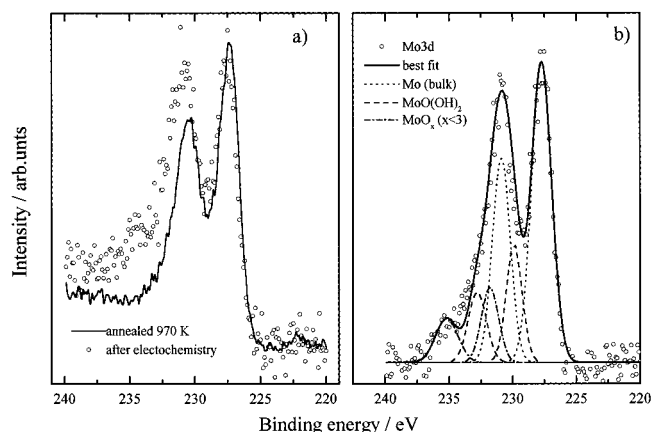 a)
annealed 970 K
after electochemistry
b)
Mo3d
best fit
Mo (bulk)
MoO(OH)2
MoOx (x<3)
Intensity / arb.unts
240 235 230 225 220
240 235 230 225 220
Binding energy / eV